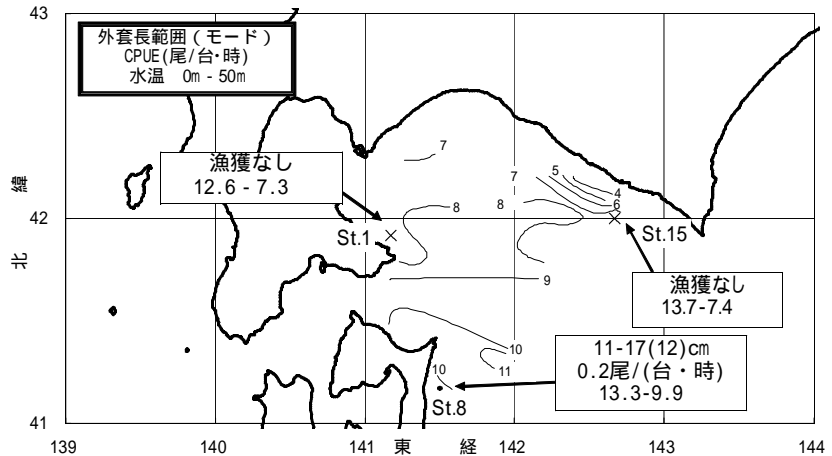 43
外套長範囲（モード）
CPUE(尾/台・時)
水温　0m - 50m
7
漁獲なし
12.6 - 7.3
7
5
4
6
緯
8
8
42
St.1
St.15
北
漁獲なし
13.7-7.4
9
10
11
11-17(12)cm
0.2尾/(台・時)
13.3-9.9
10
St.8
41
139
140
141
東
経
142
143
144